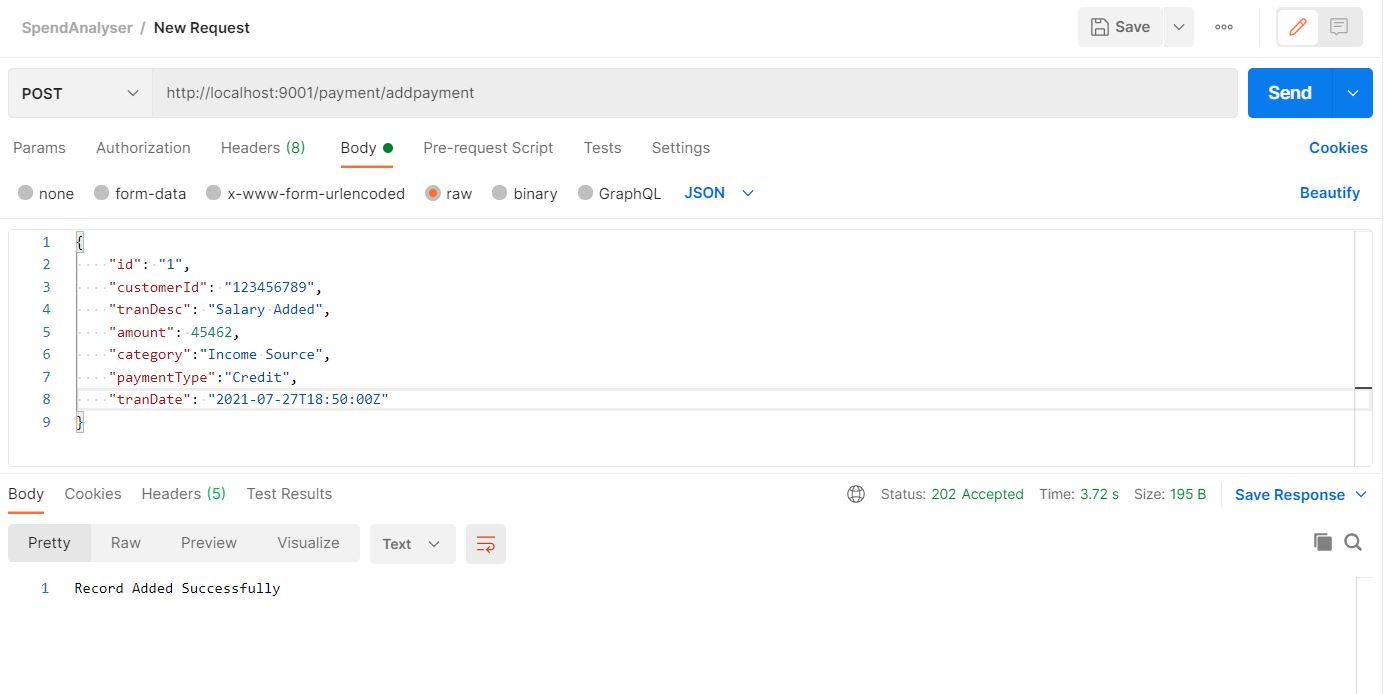 SpendAnalyser / New Request
Save
POST http://localhost:9001/payment/addpayment Send
Params Authorization Headers (8) Body Pre-request Script Tests Settings Cookies
none form-data x-www-form-urlencoded raw binary GraphQL JSON Beautify
1 {
2 "id": "1",
3 "customerId": "123456789",
4 "tranDesc": "Salary Added",
5 "amount": 45462,
6 "category":"Income Source",
7 "paymentType":"Credit",
8 "tranDate": "2021-07-27T18:50:00Z"
9 }
Body Cookies Headers (5) Test Results Status: 202 Accepted Time: 3.72 s Size: 195 B Save Response
Pretty Raw Preview Visualize Text
1 Record Added Successfully